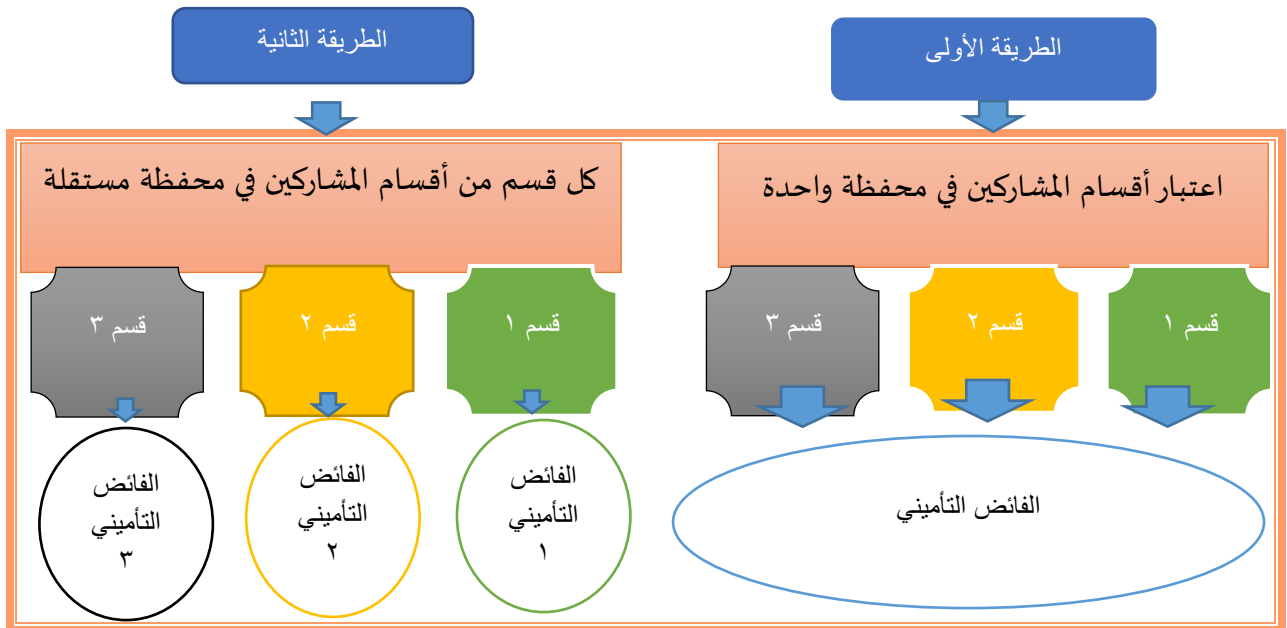 الطريقة الأولى
اعتبار أقسام المشاركين في محفظة واحدة
قسم ١
قسم ٢
قسم ٣
الفائض التأميني
الطريقة الثانية
كل قسم من أقسام المشاركين في محفظة مستقلة
قسم ١
قسم ٢
قسم ٣
الفائض
التأميني
١
الفائض
التأميني
٢
الفائض
التأميني
٣